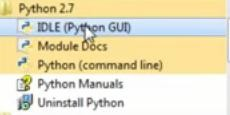 Python 2.7
IDLE (Python GUI)
Module Docs
Python (command line)
Python Manuals
Uninstall Python